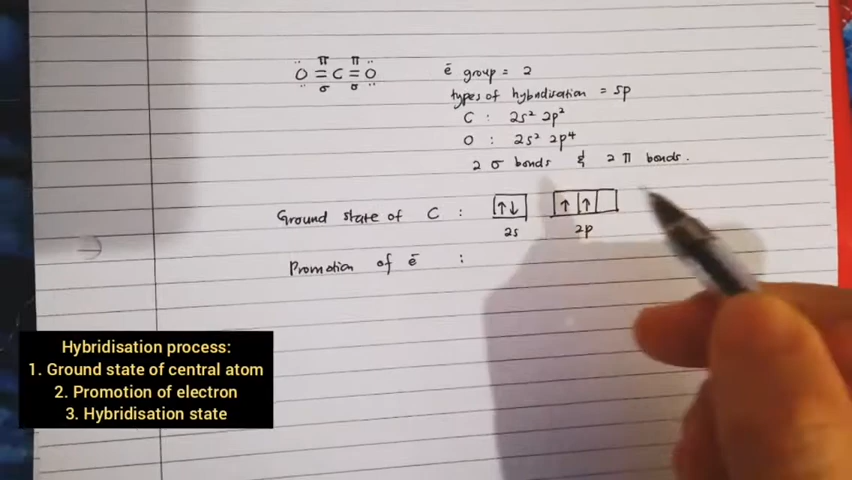 π π
O = C = O
σ σ
ē group = 2
types of hybridisation = sp
C : 2s² 2p²
O : 2s² 2p⁴
2 σ bonds & 2 π bonds.
Ground state of C : ↑↓ ↑ ↑
2s 2p
Promotion of ē :
Hybridisation process:
1. Ground state of central atom
2. Promotion of electron
3. Hybridisation state